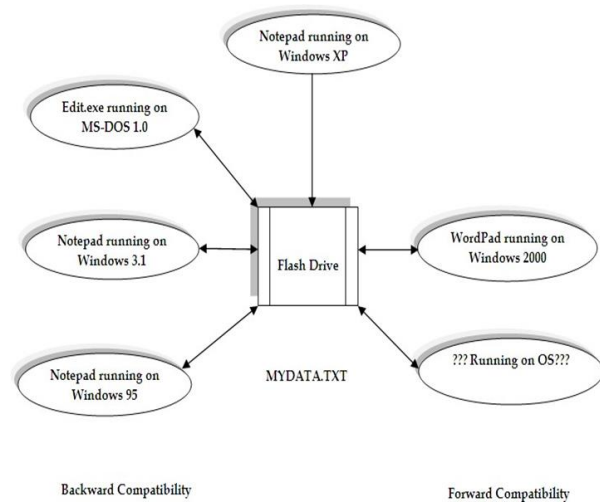 Notepad running on
Windows XP
Edit.exe running on
MS-DOS 1.0
Notepad running on
Windows 3.1
Flash Drive
WordPad running on
Windows 2000
Notepad running on
Windows 95
MYDATA.TXT
??? Running on OS???
Backward Compatibility
Forward Compatibility